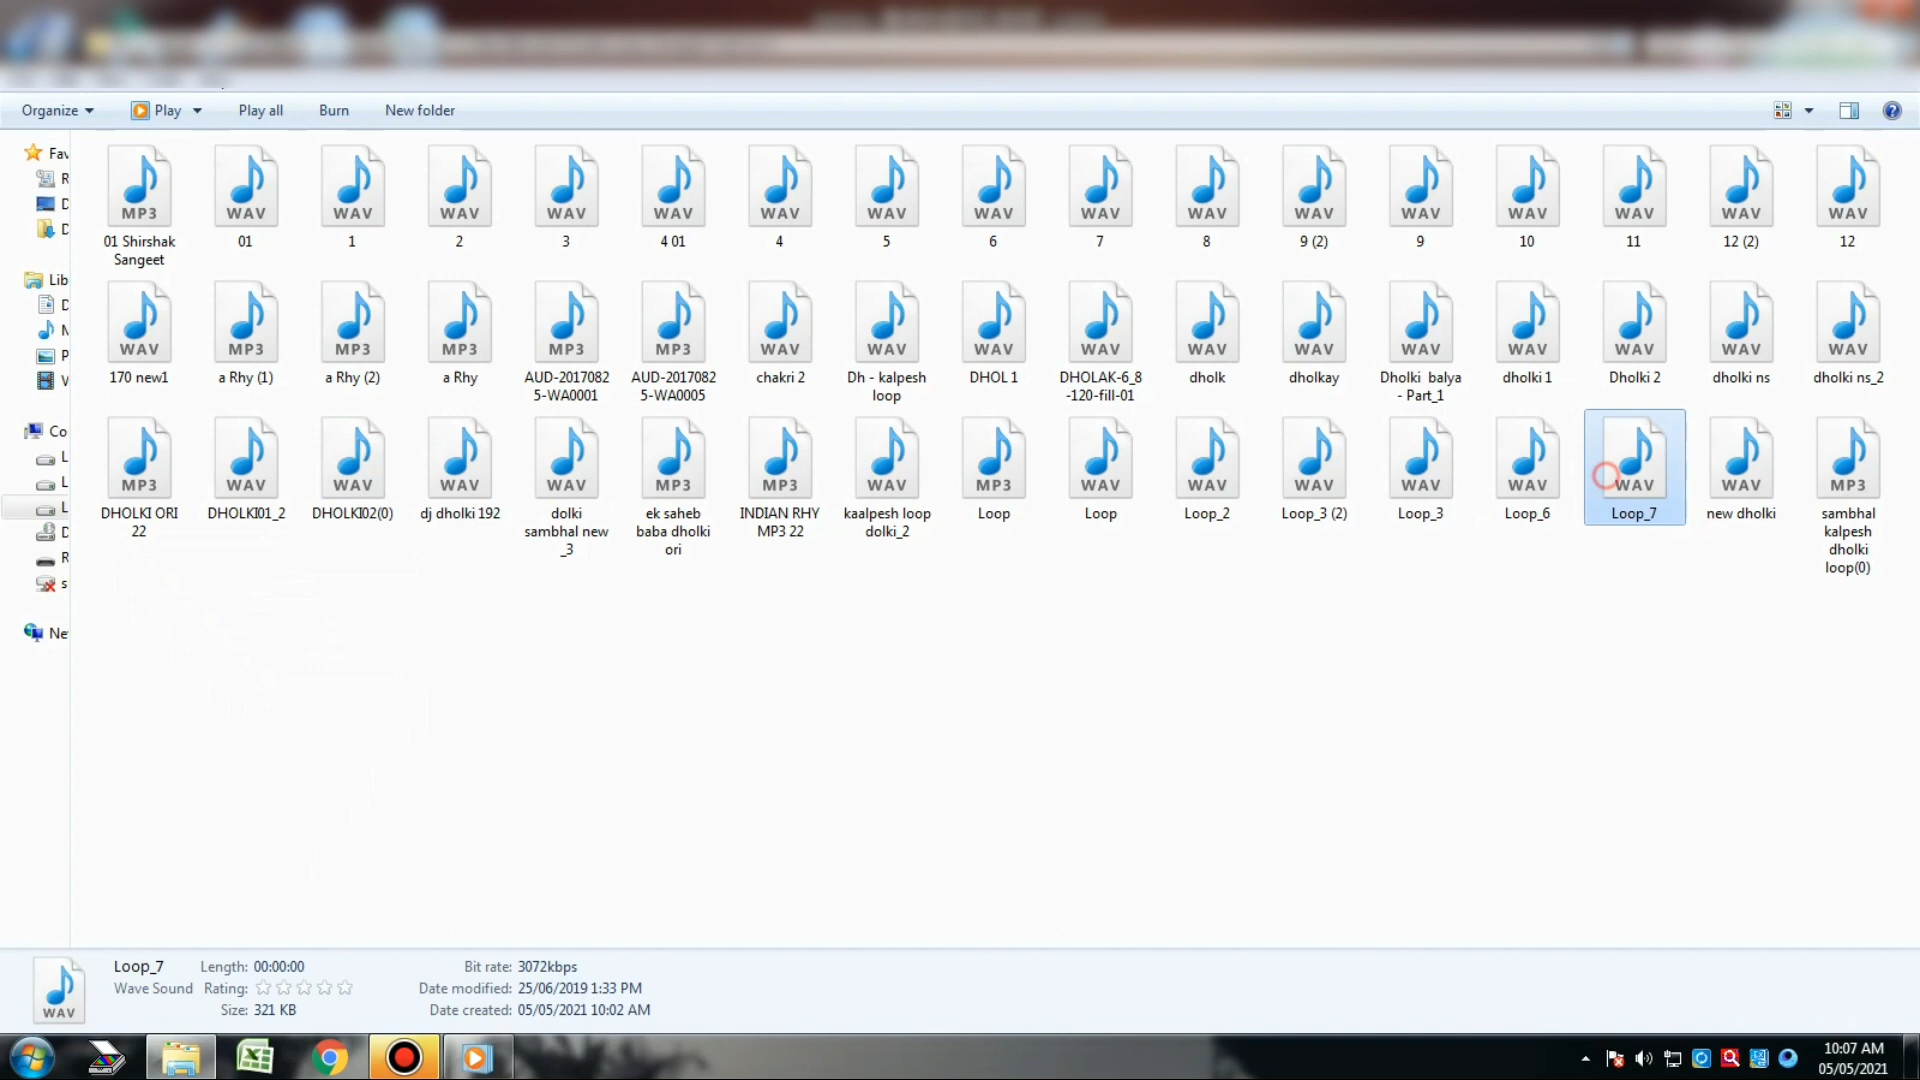 Organize Play Play all Burn New folder
Fav
R
D
D
Lib
D
N
P
V
Co
L
L
L
D
R
s
Ne
MP3 WAV WAV WAV WAV WAV WAV WAV WAV WAV WAV WAV WAV WAV WAV WAV WAV
01 Shirshak Sangeet
01
1
2
3
4 01
4
5
6
7
8
9 (2)
9
10
11
12 (2)
12
WAV MP3 MP3 MP3 MP3 MP3 WAV WAV WAV WAV WAV WAV WAV WAV WAV WAV WAV
170 new1
a Rhy (1)
a Rhy (2)
a Rhy
AUD-2017082
5-WA0001
AUD-2017082
5-WA0005
chakri 2
Dh - kalpesh
loop
DHOL 1
DHOLAK-6_8
-120-fill-01
dholk
dholkay
Dholki balya
- Part_1
dholki 1
Dholki 2
dholki ns
dholki ns_2
MP3 WAV WAV WAV WAV MP3 MP3 WAV MP3 WAV WAV WAV WAV WAV WAV WAV MP3
DHOLKI ORI
22
DHOLKI01_2
DHOLKI02(0)
dj dholki 192
dolki
sambhal new
_3
ek saheb
baba dholki
ori
INDIAN RHY
MP3 22
kaalpesh loop
dolki_2
Loop
Loop
Loop_2
Loop_3 (2)
Loop_3
Loop_6
Loop_7
new dholki
sambhal
kalpesh
dholki
loop(0)
WAV
Loop_7 Length: 00:00:00 Bit rate: 3072kbps
Wave Sound Rating: Date modified: 25/06/2019 1:33 PM
Size: 321 KB Date created: 05/05/2021 10:02 AM
10:07 AM
05/05/2021